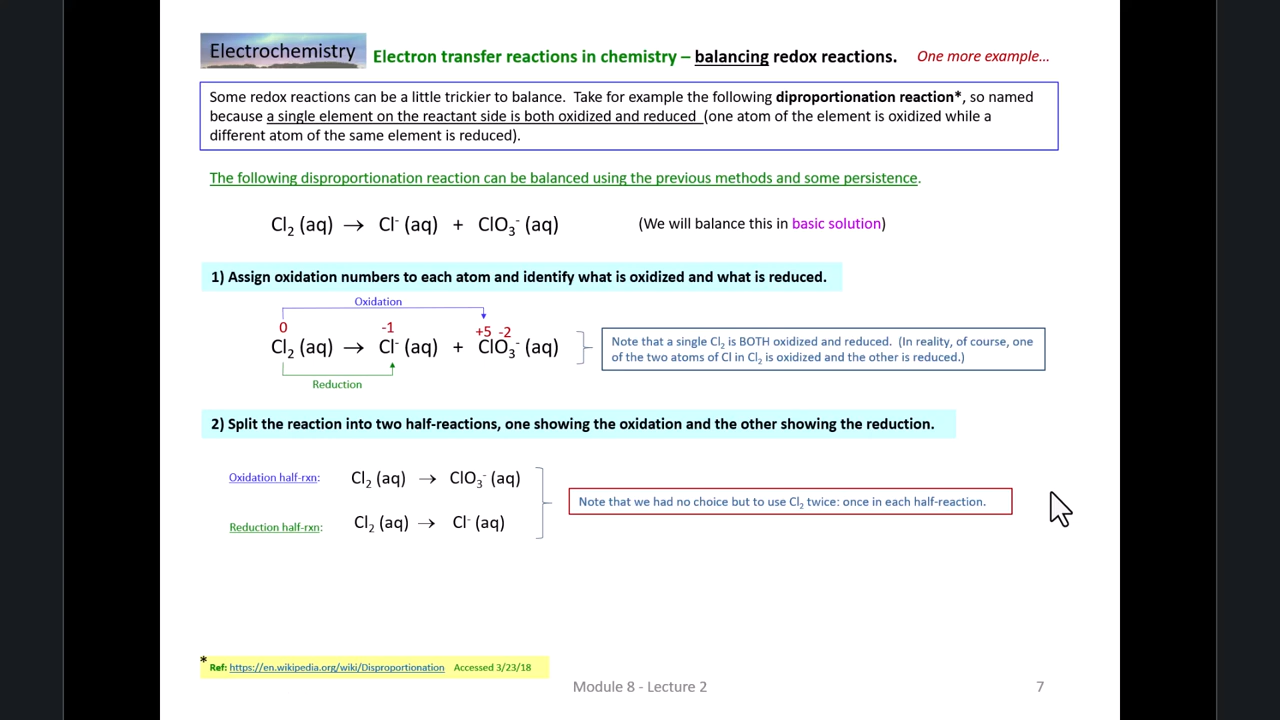 Electrochemistry
Electron transfer reactions in chemistry – balancing redox reactions. One more example...
Some redox reactions can be a little trickier to balance. Take for example the following diproportionation reaction*, so named
because a single element on the reactant side is both oxidized and reduced (one atom of the element is oxidized while a
different atom of the same element is reduced).
The following disproportionation reaction can be balanced using the previous methods and some persistence.
Cl₂ (aq) → Cl⁻ (aq) + ClO₃⁻ (aq) (We will balance this in basic solution)
1) Assign oxidation numbers to each atom and identify what is oxidized and what is reduced.
Oxidation
0 -1 +5 -2
Cl₂ (aq) → Cl⁻ (aq) + ClO₃⁻ (aq)
Reduction
Note that a single Cl₂ is BOTH oxidized and reduced. (In reality, of course, one
of the two atoms of Cl in Cl₂ is oxidized and the other is reduced.)
2) Split the reaction into two half-reactions, one showing the oxidation and the other showing the reduction.
Oxidation half-rxn: Cl₂ (aq) → ClO₃⁻ (aq)
Reduction half-rxn: Cl₂ (aq) → Cl⁻ (aq)
Note that we had no choice but to use Cl₂ twice: once in each half-reaction.
* Ref: https://en.wikipedia.org/wiki/Disproportionation Accessed 3/23/18
Module 8 - Lecture 2
7